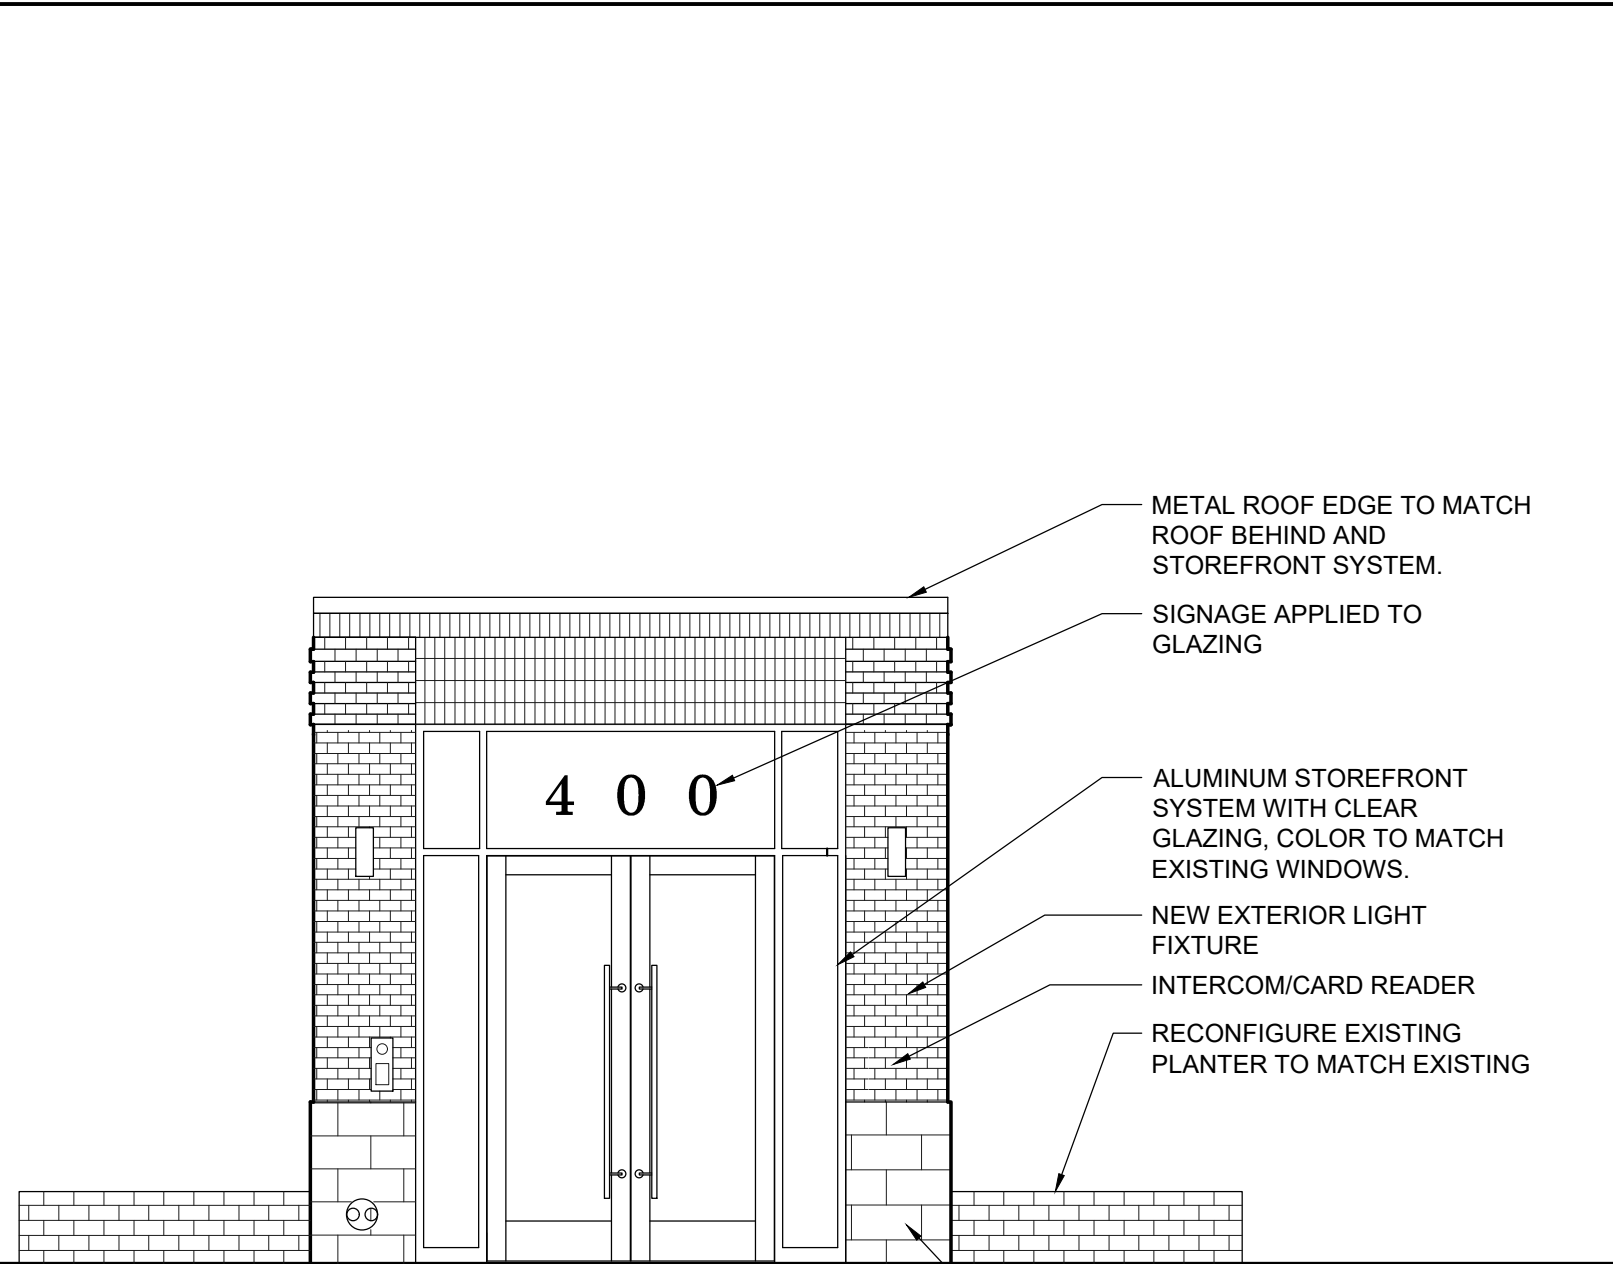 METAL ROOF EDGE TO MATCH
ROOF BEHIND AND
STOREFRONT SYSTEM.
SIGNAGE APPLIED TO
GLAZING
4 0 0
ALUMINUM STOREFRONT
SYSTEM WITH CLEAR
GLAZING, COLOR TO MATCH
EXISTING WINDOWS.
NEW EXTERIOR LIGHT
FIXTURE
INTERCOM/CARD READER
RECONFIGURE EXISTING
PLANTER TO MATCH EXISTING